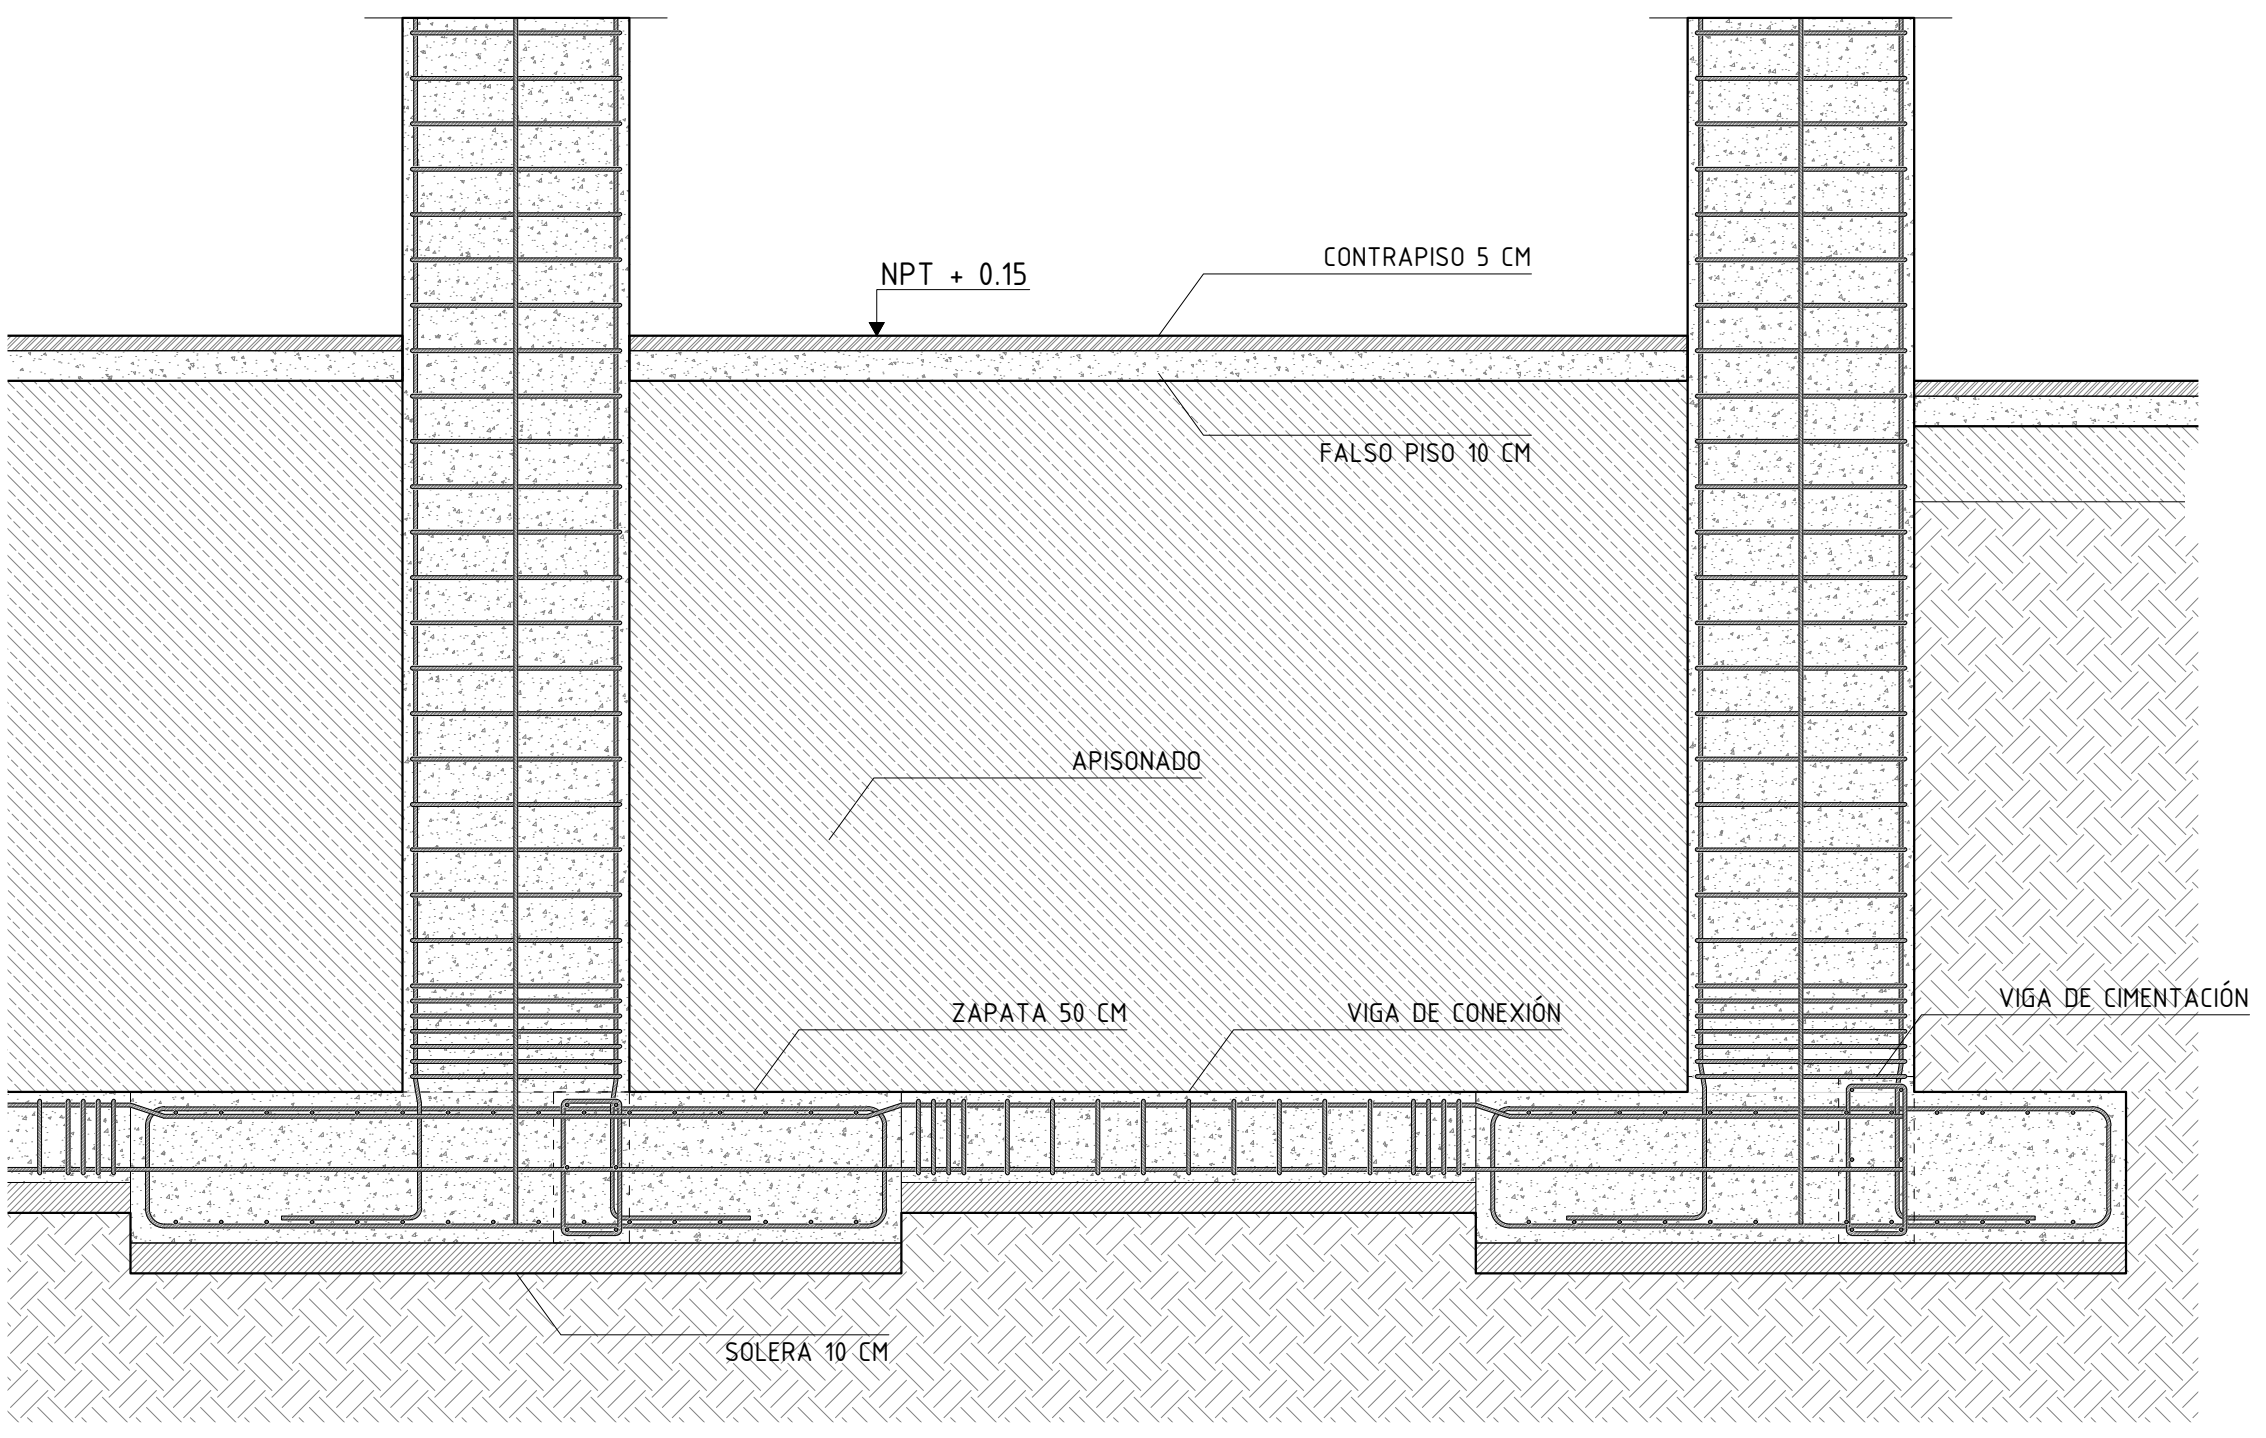 CONTRAPISO 5 CM
NPT + 0.15
FALSO PISO 10 CM
APISONADO
VIGA DE CIMENTACIÓN
ZAPATA 50 CM
VIGA DE CONEXIÓN
SOLERA 10 CM